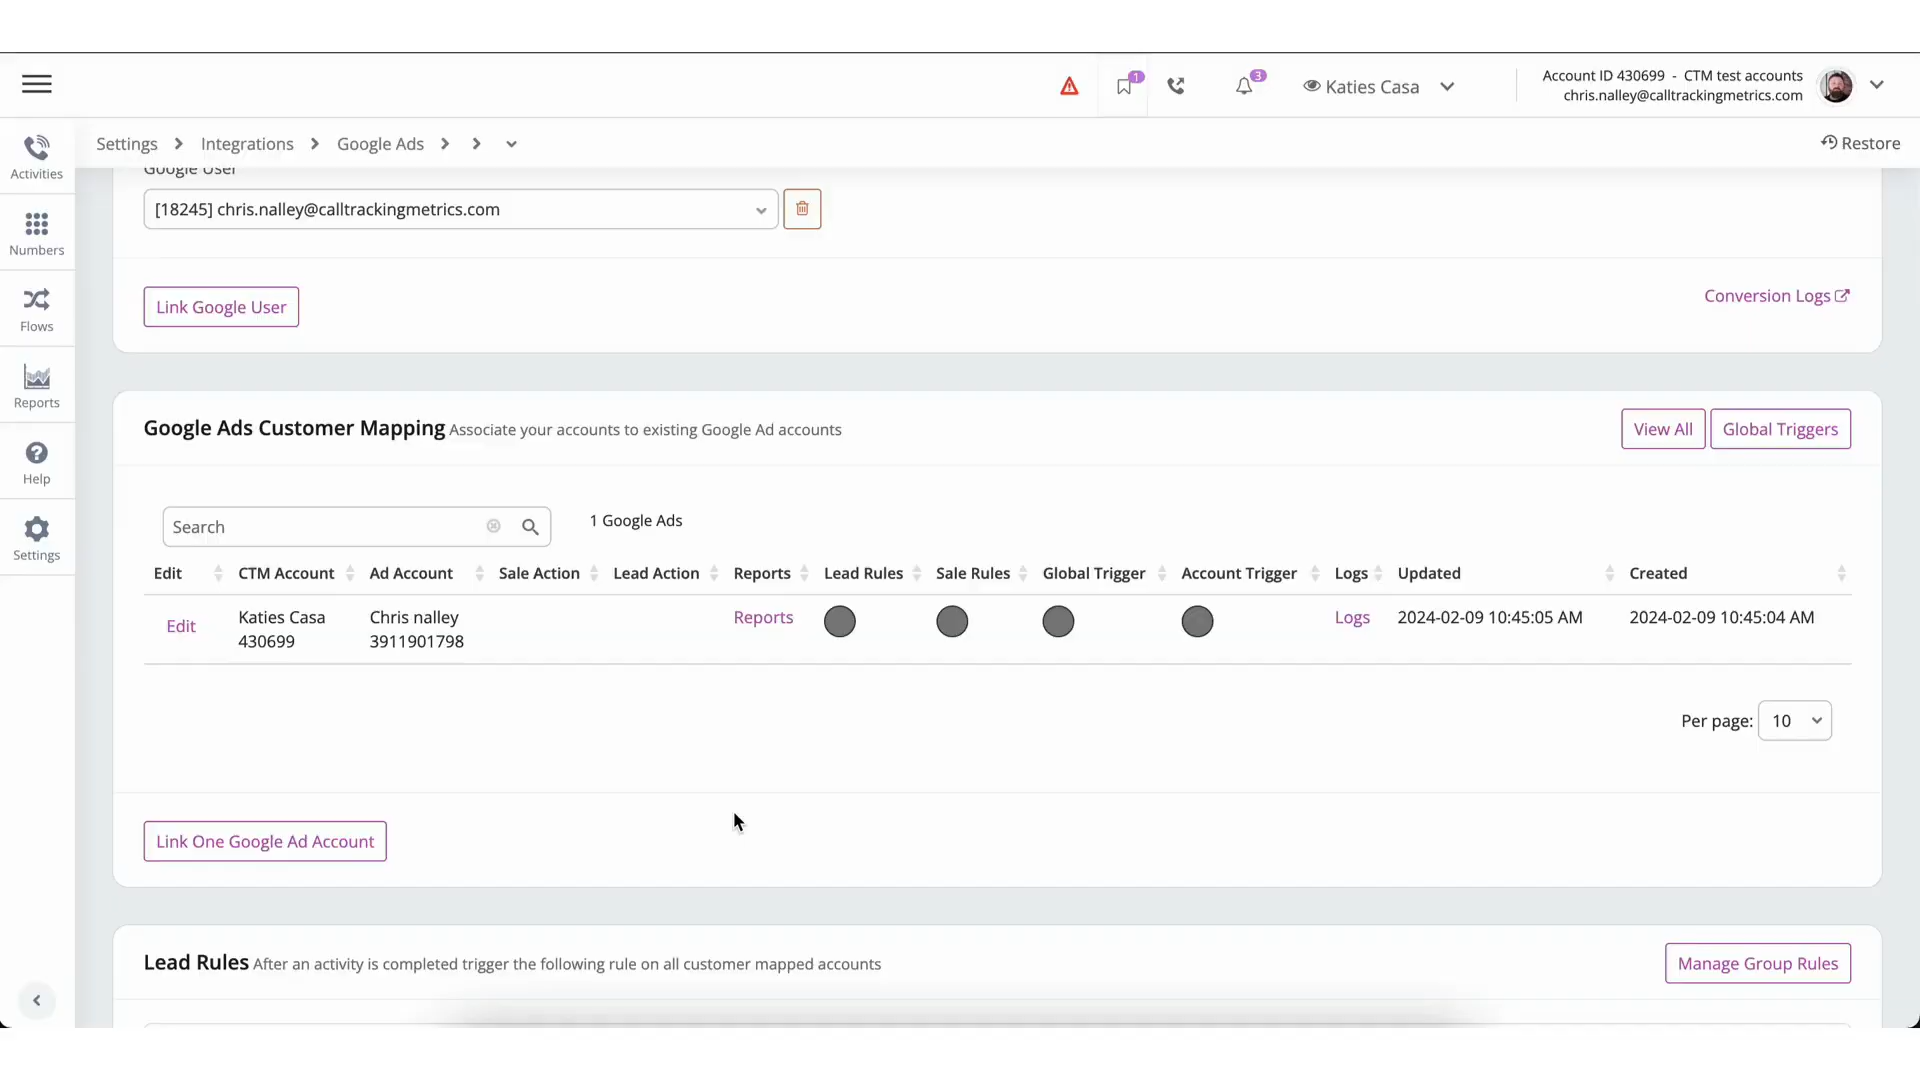 1
3
Katies Casa
Account ID 430699 - CTM test accounts
chris.nalley@calltrackingmetrics.com
Activities
Numbers
Flows
Reports
Help
Settings
Settings Integrations Google Ads
Restore
Google User
[18245] chris.nalley@calltrackingmetrics.com
Link Google User
Conversion Logs
Google Ads Customer Mapping Associate your accounts to existing Google Ad accounts
View All
Global Triggers
Search
1 Google Ads
Edit CTM Account Ad Account Sale Action Lead Action Reports Lead Rules Sale Rules Global Trigger Account Trigger Logs Updated Created
Edit Katies Casa Chris nalley Reports Logs 2024-02-09 10:45:05 AM 2024-02-09 10:45:04 AM
430699 3911901798
Per page: 10
Link One Google Ad Account
Lead Rules After an activity is completed trigger the following rule on all customer mapped accounts
Manage Group Rules